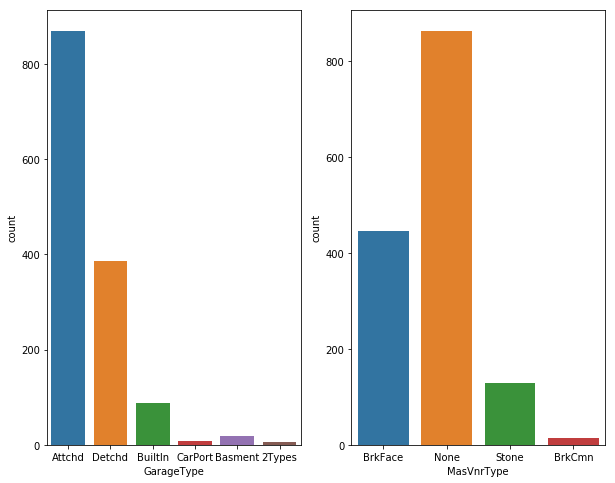 800
600
400
200
0
count
Attchd Detchd BuiltIn CarPort Basment 2Types
GarageType
800
600
400
200
0
count
BrkFace None Stone BrkCmn
MasVnrType